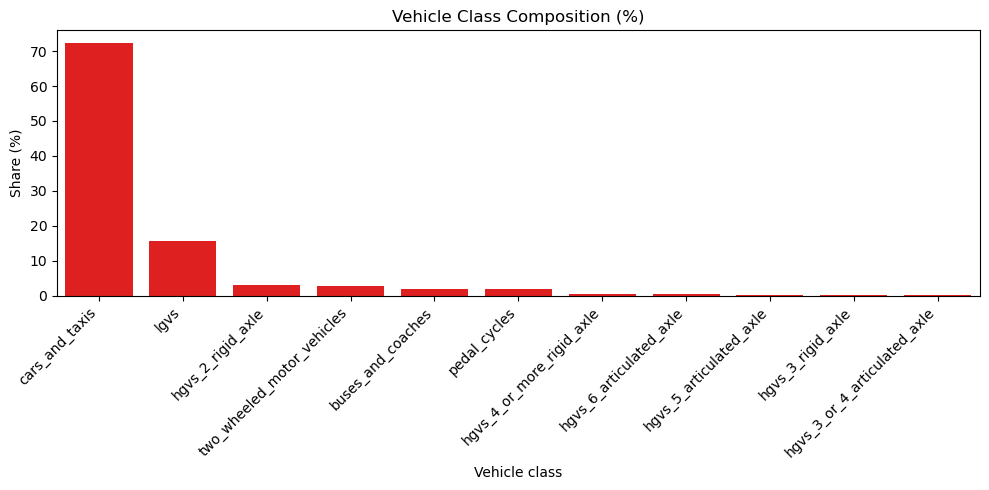 Vehicle Class Composition (%)
Share (%)
70
60
50
40
30
20
10
0
cars_and_taxis
lgvs
hgvs_2_rigid_axle
two_wheeled_motor_vehicles
buses_and_coaches
pedal_cycles
hgvs_4_or_more_rigid_axle
hgvs_6_articulated_axle
hgvs_5_articulated_axle
hgvs_3_rigid_axle
hgvs_3_or_4_articulated_axle
Vehicle class